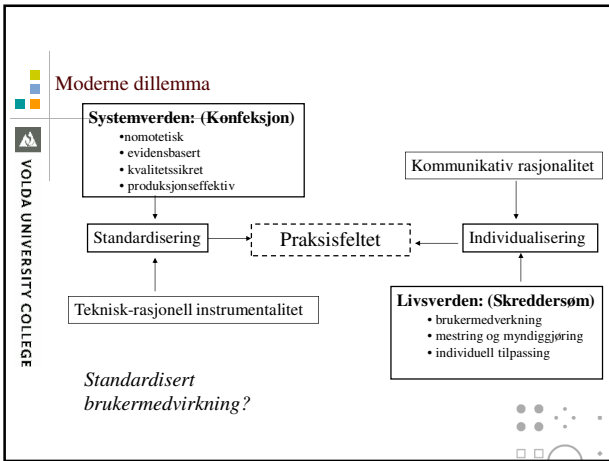 Moderne dillemma
Systemverden: (Konfeksjon)
•nomotetisk
• evidensbasert
• kvalitetssikret
• produksjonseffektiv
Kommunikativ rasjonalitet
Standardisering
Praksisfeltet
Individualisering
Teknisk-rasjonell instrumentalitet
Livsverden: (Skreddersøm)
• brukermedverkning
• mestring og myndiggjøring
• individuell tilpassing
Standardisert
brukermedvirkning?
VOLDA UNIVERSITY COLLEGE